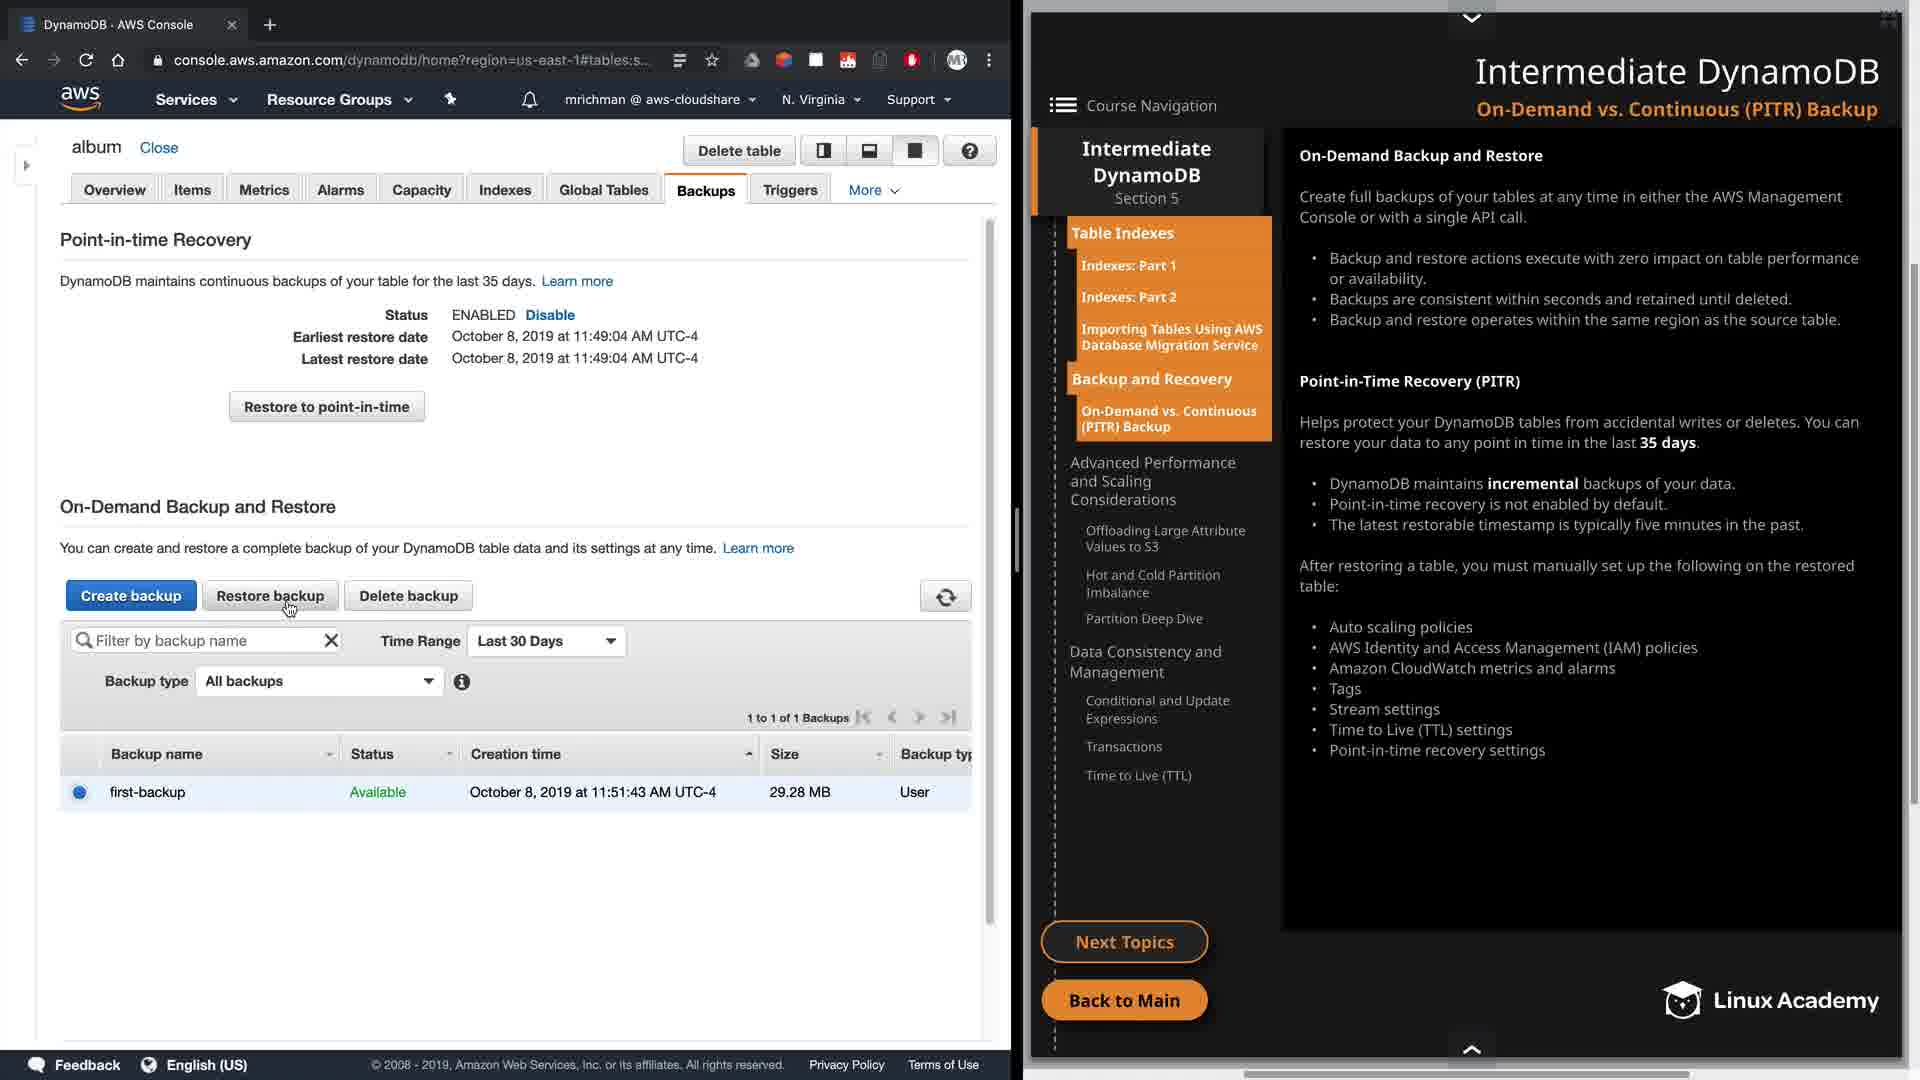 DynamoDB - AWS Console
console.aws.amazon.com/dynamodb/home?region=us-east-1#tables:s...
aws
Services
Resource Groups
mrichman @ aws-cloudshare
N. Virginia
Support
album
Close
Delete table
Overview
Items
Metrics
Alarms
Capacity
Indexes
Global Tables
Backups
Triggers
More
Point-in-time Recovery
DynamoDB maintains continuous backups of your table for the last 35 days. Learn more
Status ENABLED Disable
Earliest restore date October 8, 2019 at 11:49:04 AM UTC-4
Latest restore date October 8, 2019 at 11:49:04 AM UTC-4
Restore to point-in-time
On-Demand Backup and Restore
You can create and restore a complete backup of your DynamoDB table data and its settings at any time. Learn more
Create backup
Restore backup
Delete backup
Filter by backup name
Time Range Last 30 Days
Backup type All backups
1 to 1 of 1 Backups
Backup name Status Creation time Size Backup typ
first-backup Available October 8, 2019 at 11:51:43 AM UTC-4 29.28 MB User
Feedback
English (US)
© 2008 - 2019, Amazon Web Services, Inc. or its affiliates. All rights reserved.
Privacy Policy
Terms of Use
Intermediate DynamoDB
On-Demand vs. Continuous (PITR) Backup
Course Navigation
Intermediate
DynamoDB
Section 5
Table Indexes
Indexes: Part 1
Indexes: Part 2
Importing Tables Using AWS
Database Migration Service
Backup and Recovery
On-Demand vs. Continuous
(PITR) Backup
Advanced Performance
and Scaling
Considerations
Offloading Large Attribute
Values to S3
Hot and Cold Partition
Imbalance
Partition Deep Dive
Data Consistency and
Management
Conditional and Update
Expressions
Transactions
Time to Live (TTL)
Next Topics
Back to Main
On-Demand Backup and Restore
Create full backups of your tables at any time in either the AWS Management
Console or with a single API call.
• Backup and restore actions execute with zero impact on table performance
or availability.
• Backups are consistent within seconds and retained until deleted.
• Backup and restore operates within the same region as the source table.
Point-in-Time Recovery (PITR)
Helps protect your DynamoDB tables from accidental writes or deletes. You can
restore your data to any point in time in the last 35 days.
• DynamoDB maintains incremental backups of your data.
• Point-in-time recovery is not enabled by default.
• The latest restorable timestamp is typically five minutes in the past.
After restoring a table, you must manually set up the following on the restored
table:
• Auto scaling policies
• AWS Identity and Access Management (IAM) policies
• Amazon CloudWatch metrics and alarms
• Tags
• Stream settings
• Time to Live (TTL) settings
• Point-in-time recovery settings
Linux Academy